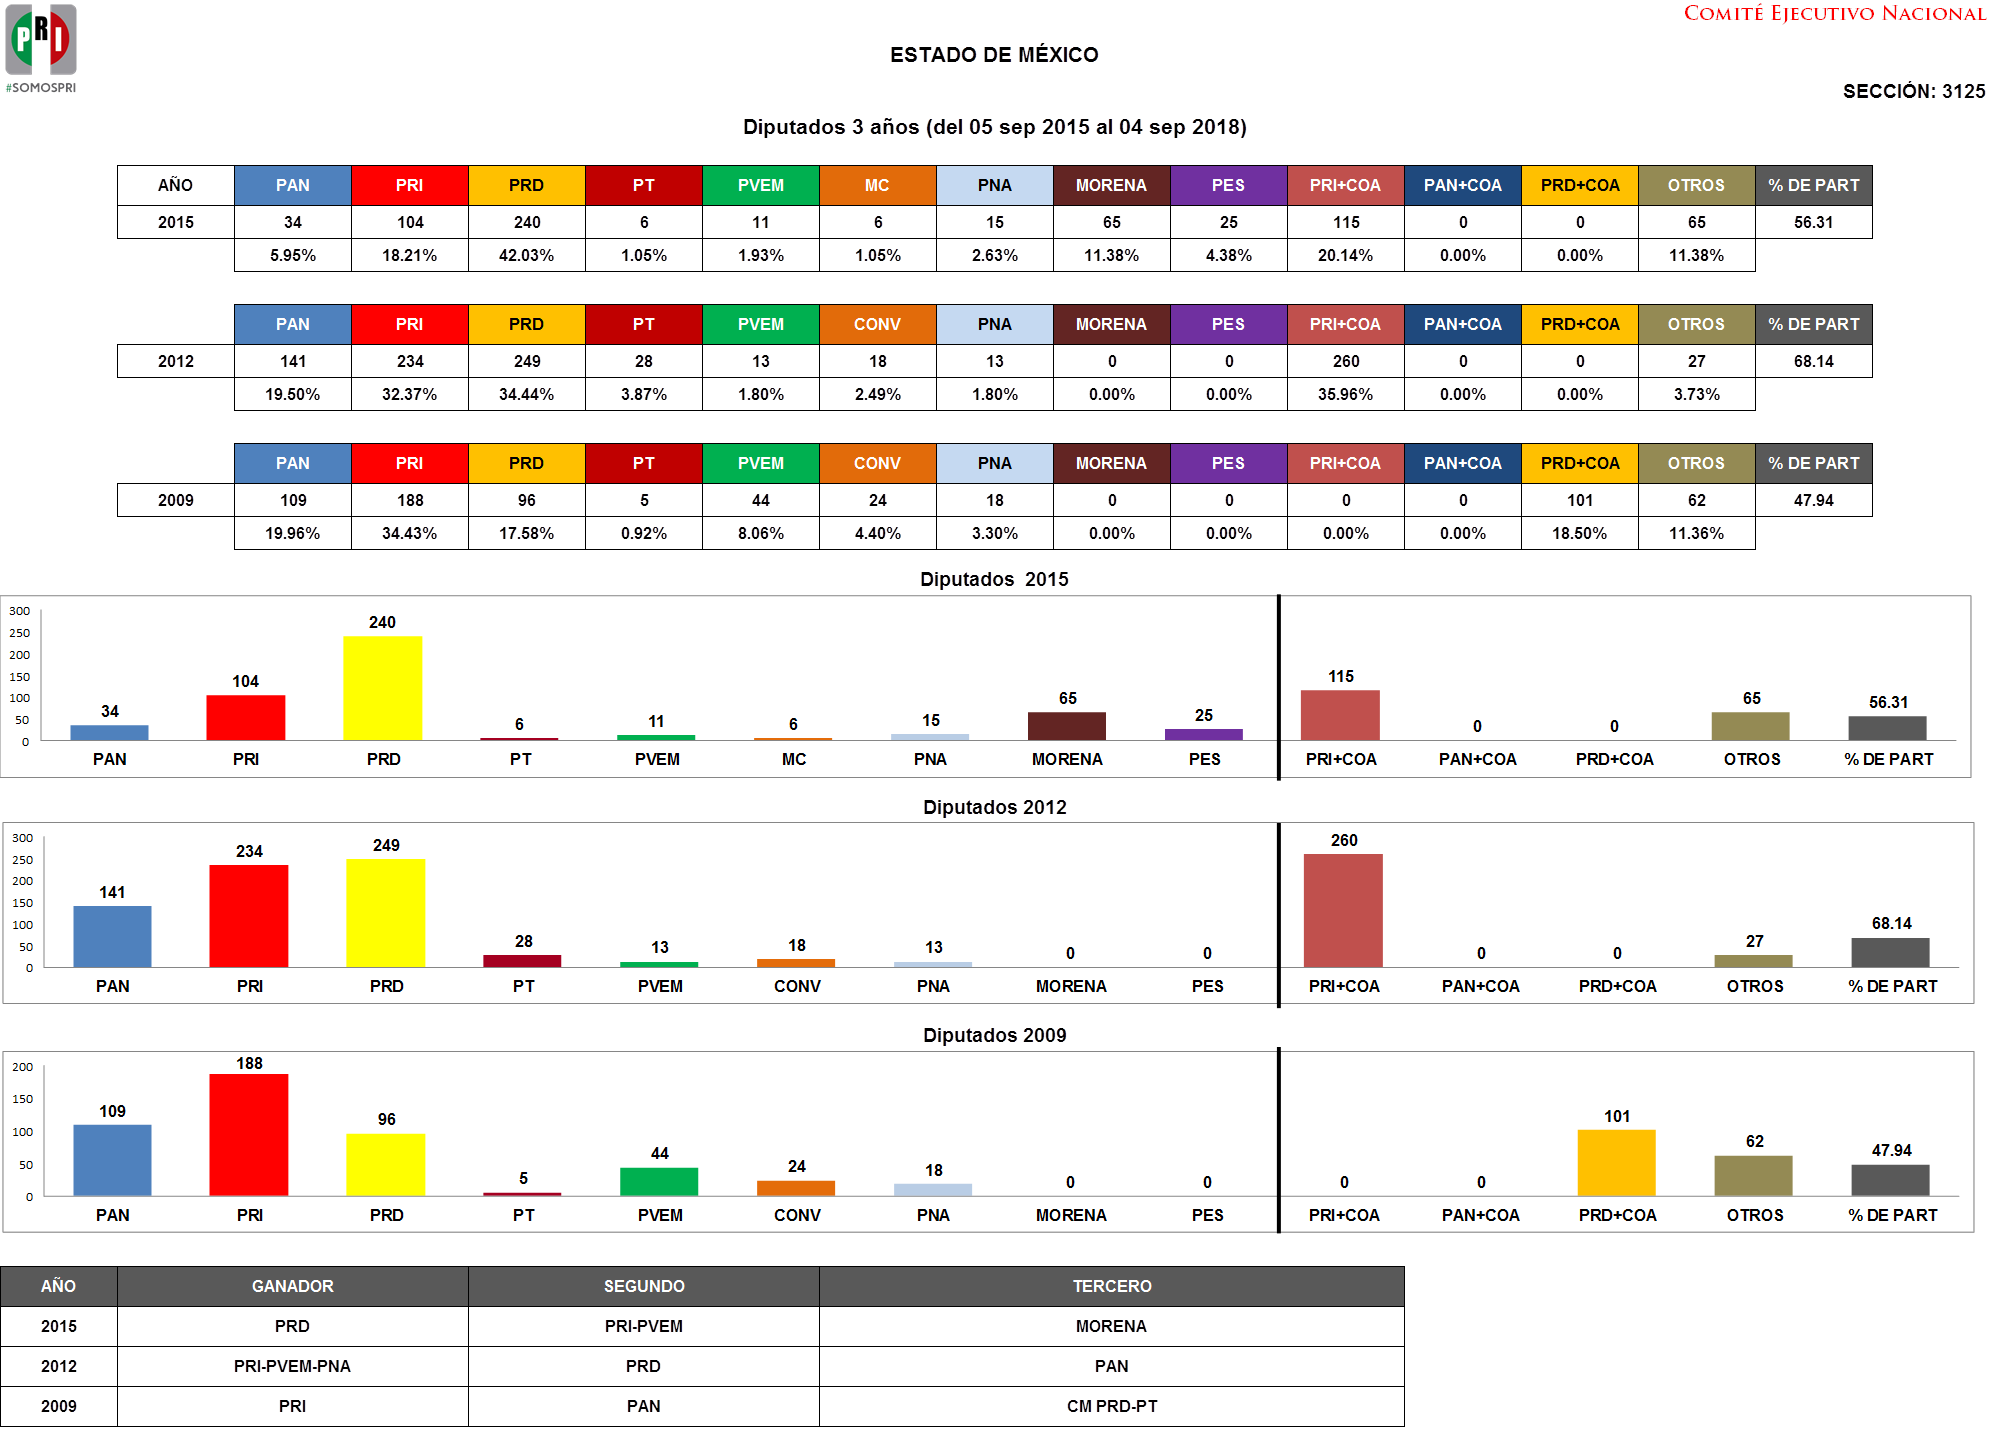 PRI
#SOMOSPRI
COMITÉ EJECUTIVO NACIONAL
ESTADO DE MÉXICO
SECCIÓN: 3125
Diputados 3 años (del 05 sep 2015 al 04 sep 2018)
AÑO PAN PRI PRD PT PVEM MC PNA MORENA PES PRI+COA PAN+COA PRD+COA OTROS % DE PART
2015 34 104 240 6 11 6 15 65 25 115 0 0 65 56.31
5.95% 18.21% 42.03% 1.05% 1.93% 1.05% 2.63% 11.38% 4.38% 20.14% 0.00% 0.00% 11.38%
PAN PRI PRD PT PVEM CONV PNA MORENA PES PRI+COA PAN+COA PRD+COA OTROS % DE PART
2012 141 234 249 28 13 18 13 0 0 260 0 0 27 68.14
19.50% 32.37% 34.44% 3.87% 1.80% 2.49% 1.80% 0.00% 0.00% 35.96% 0.00% 0.00% 3.73%
PAN PRI PRD PT PVEM CONV PNA MORENA PES PRI+COA PAN+COA PRD+COA OTROS % DE PART
2009 109 188 96 5 44 24 18 0 0 0 0 101 62 47.94
19.96% 34.43% 17.58% 0.92% 8.06% 4.40% 3.30% 0.00% 0.00% 0.00% 0.00% 18.50% 11.36%
Diputados 2015
300
250
200
150
100
50
0
34 104 240 6 11 6 15 65 25 115 0 0 65 56.31
PAN PRI PRD PT PVEM MC PNA MORENA PES PRI+COA PAN+COA PRD+COA OTROS % DE PART
Diputados 2012
300
250
200
150
100
50
0
141 234 249 28 13 18 13 0 0 260 0 0 27 68.14
PAN PRI PRD PT PVEM CONV PNA MORENA PES PRI+COA PAN+COA PRD+COA OTROS % DE PART
Diputados 2009
200
150
100
50
0
109 188 96 5 44 24 18 0 0 0 0 101 62 47.94
PAN PRI PRD PT PVEM CONV PNA MORENA PES PRI+COA PAN+COA PRD+COA OTROS % DE PART
AÑO GANADOR SEGUNDO TERCERO
2015 PRD PRI-PVEM MORENA
2012 PRI-PVEM-PNA PRD PAN
2009 PRI PAN CM PRD-PT